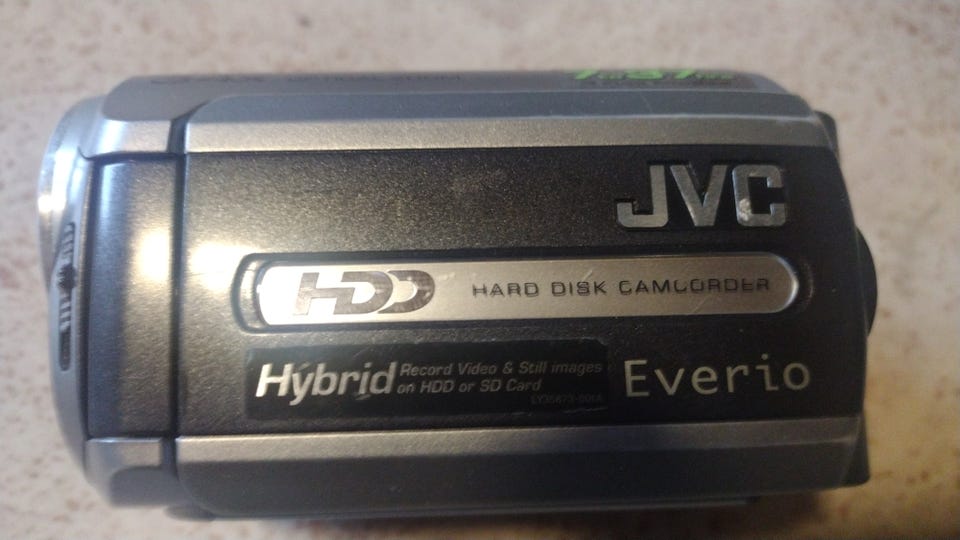 JVC
HDD HARD DISK CAMCORDER
Hybrid Record Video & Still images
on HDD or SD Card
Everio